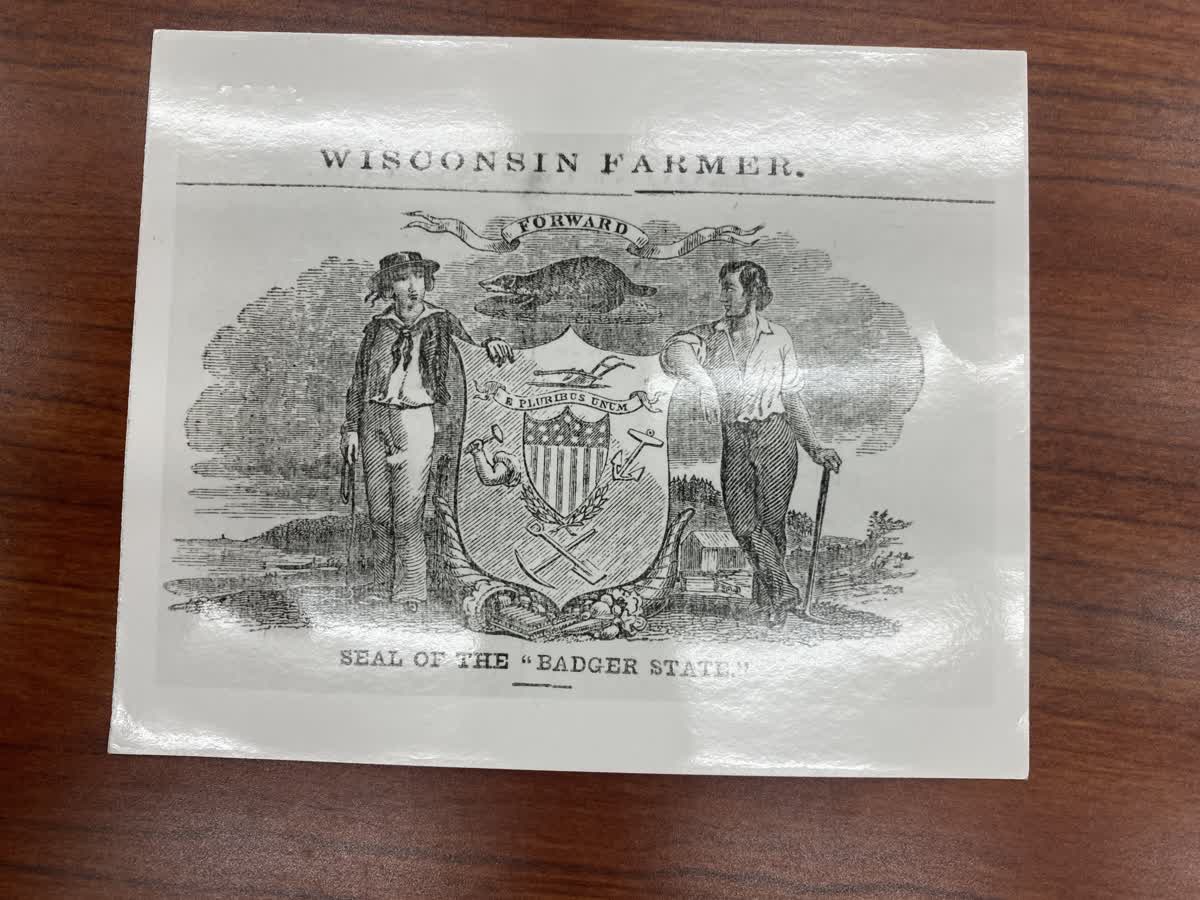 WISCONSIN FARMER.
FORWARD
E PLURIBUS UNUM
SEAL OF THE "BADGER STATE."